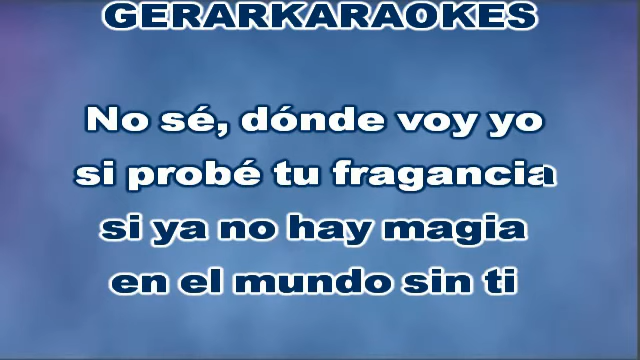 GERARKARAOKES
No sé, dónde voy yo
si probé tu fragancia
si ya no hay magia
en el mundo sin ti